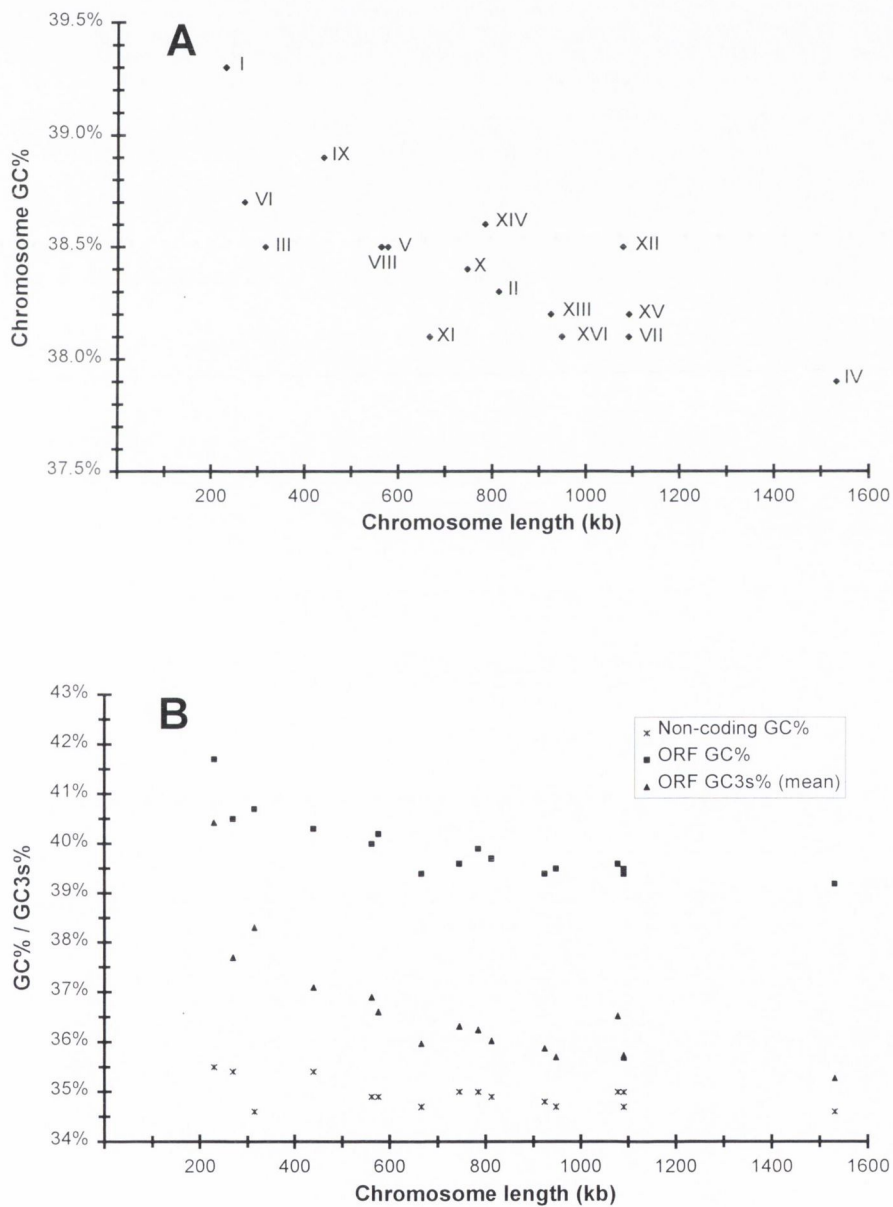 A
39.5%
39.0%
38.5%
38.0%
37.5%
Chromosome GC%
I
IX
VI
III
VIII
V
XIV
X
II
XI
XII
XIII
XV
XVI
VII
IV
200 400 600 800 1000 1200 1400 1600
Chromosome length (kb)
B
43%
42%
41%
40%
39%
38%
37%
36%
35%
34%
GC% / GC3s%
Non-coding GC%
ORF GC%
ORF GC3s% (mean)
200 400 600 800 1000 1200 1400 1600
Chromosome length (kb)